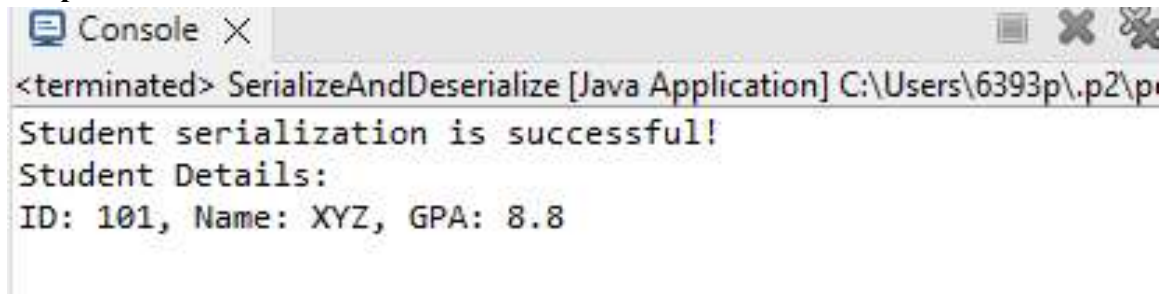 Console
<terminated> SerializeAndDeserialize [Java Application] C:\Users\6393p\.p2\p
Student serialization is successful!
Student Details:
ID: 101, Name: XYZ, GPA: 8.8